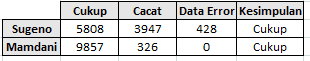 Cukup Cacat Data Error Kesimpulan
Sugeno 5808 3947 428 Cukup
Mamdani 9857 326 0 Cukup